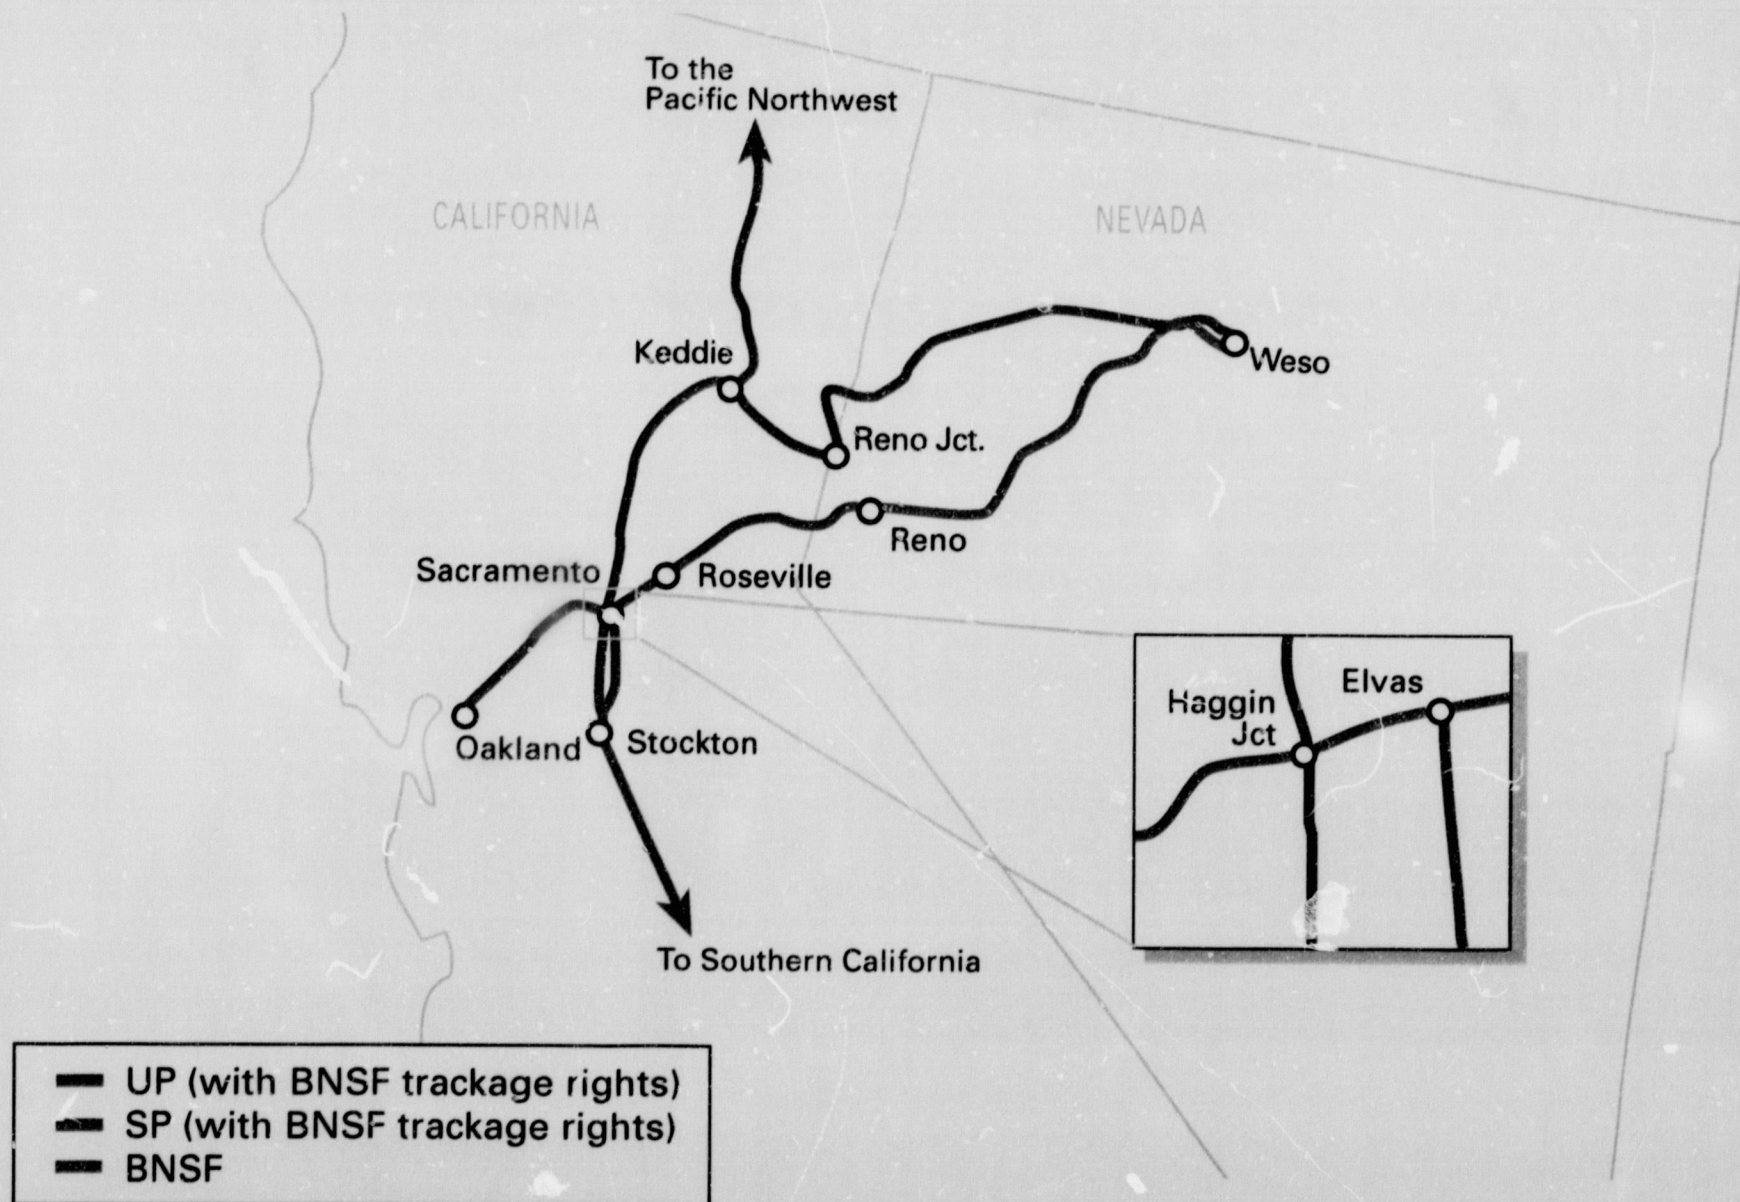 To the
Pacific Northwest
CALIFORNIA
NEVADA
Keddie
Weso
Reno Jct.
Reno
Sacramento
Roseville
Oakland
Stockton
Haggin
Jct
Elvas
To Southern California
UP (with BNSF trackage rights)
SP (with BNSF trackage rights)
BNSF